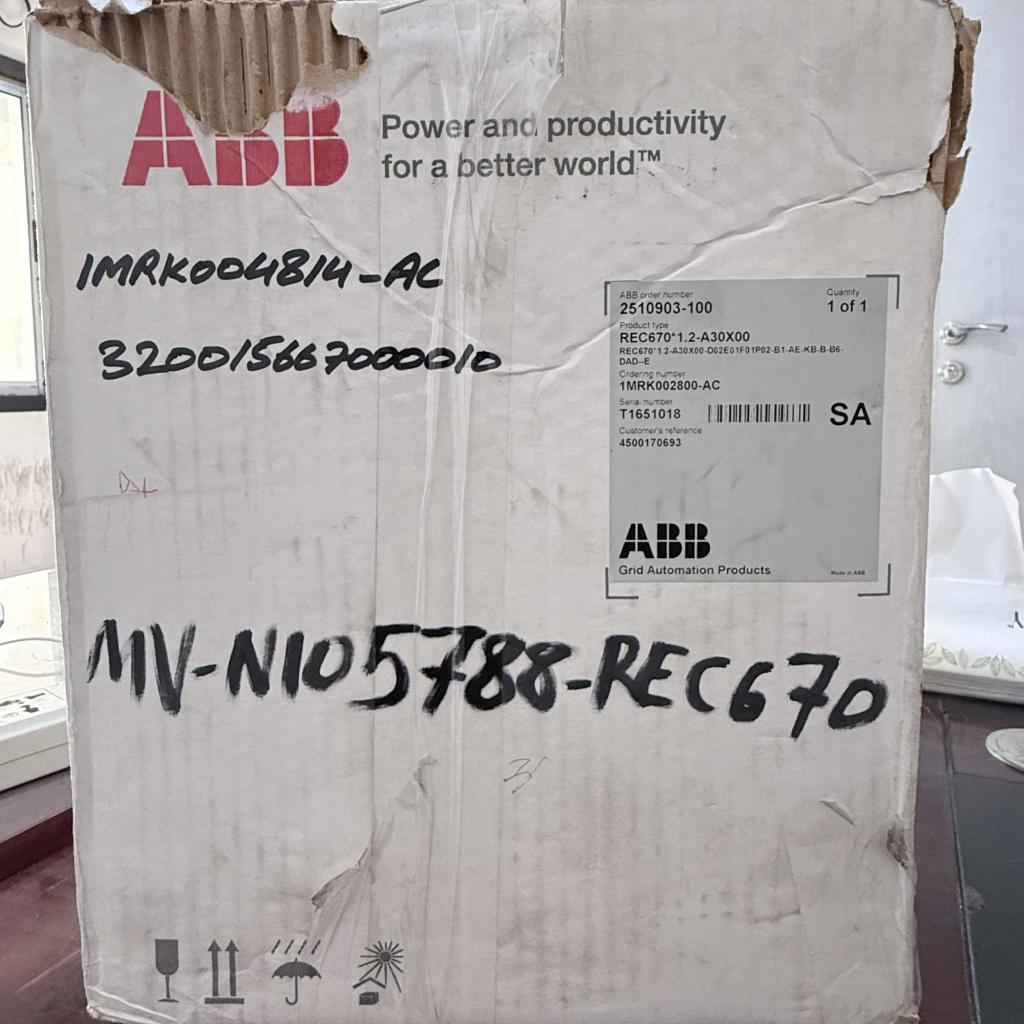 ABB
Power and productivity
for a better world™
1MRK004814-AC
320015667000010
ABB order number
2510903-100
Quantity
1 of 1
Product type
REC670*1.2-A30X00
REC670*1.2-A30X00-D02E01F01P02-B1-AE-KB-B-B6-
DAD--E
Ordering number
1MRK002800-AC
Serial number
T1651018
SA
Customer's reference
4500170693
ABB
Grid Automation Products
Made in ABB
MV-N105788-REC670